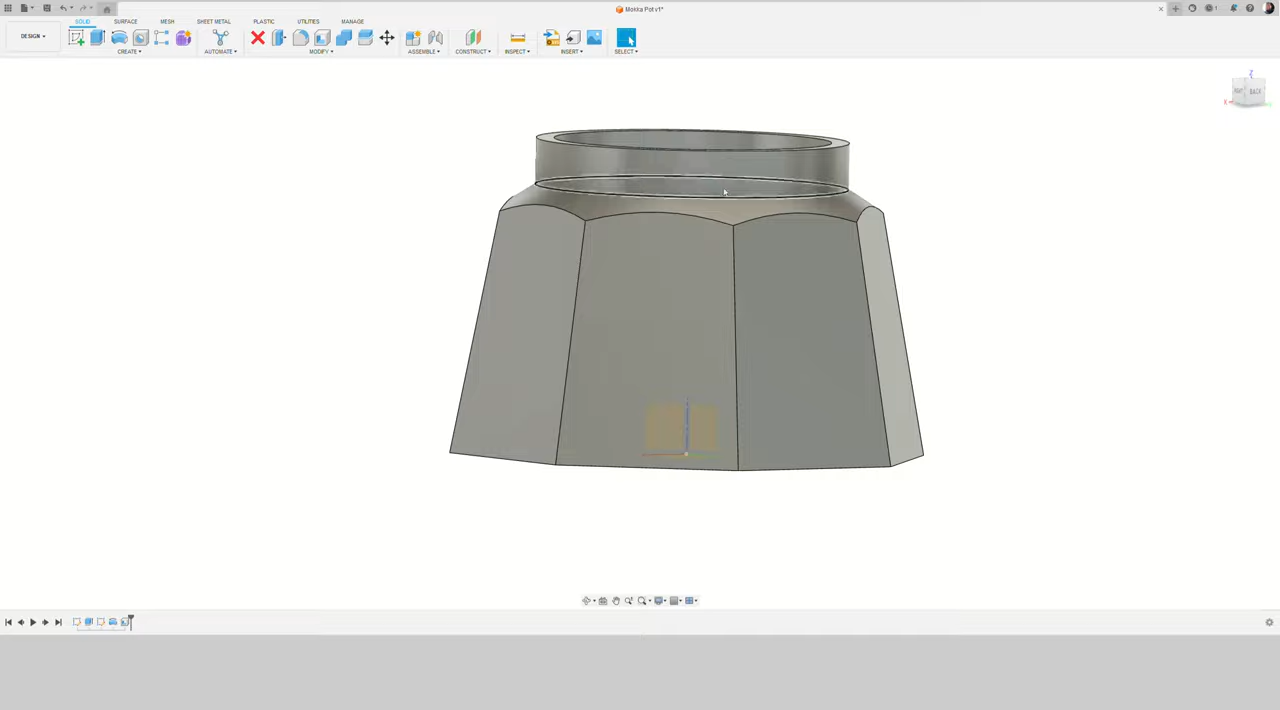 Mokka Pot v1*
SOLID SURFACE MESH SHEET METAL PLASTIC UTILITIES MANAGE
DESIGN
CREATE AUTOMATE MODIFY ASSEMBLE CONSTRUCT INSPECT INSERT SELECT
Z
BACK
X